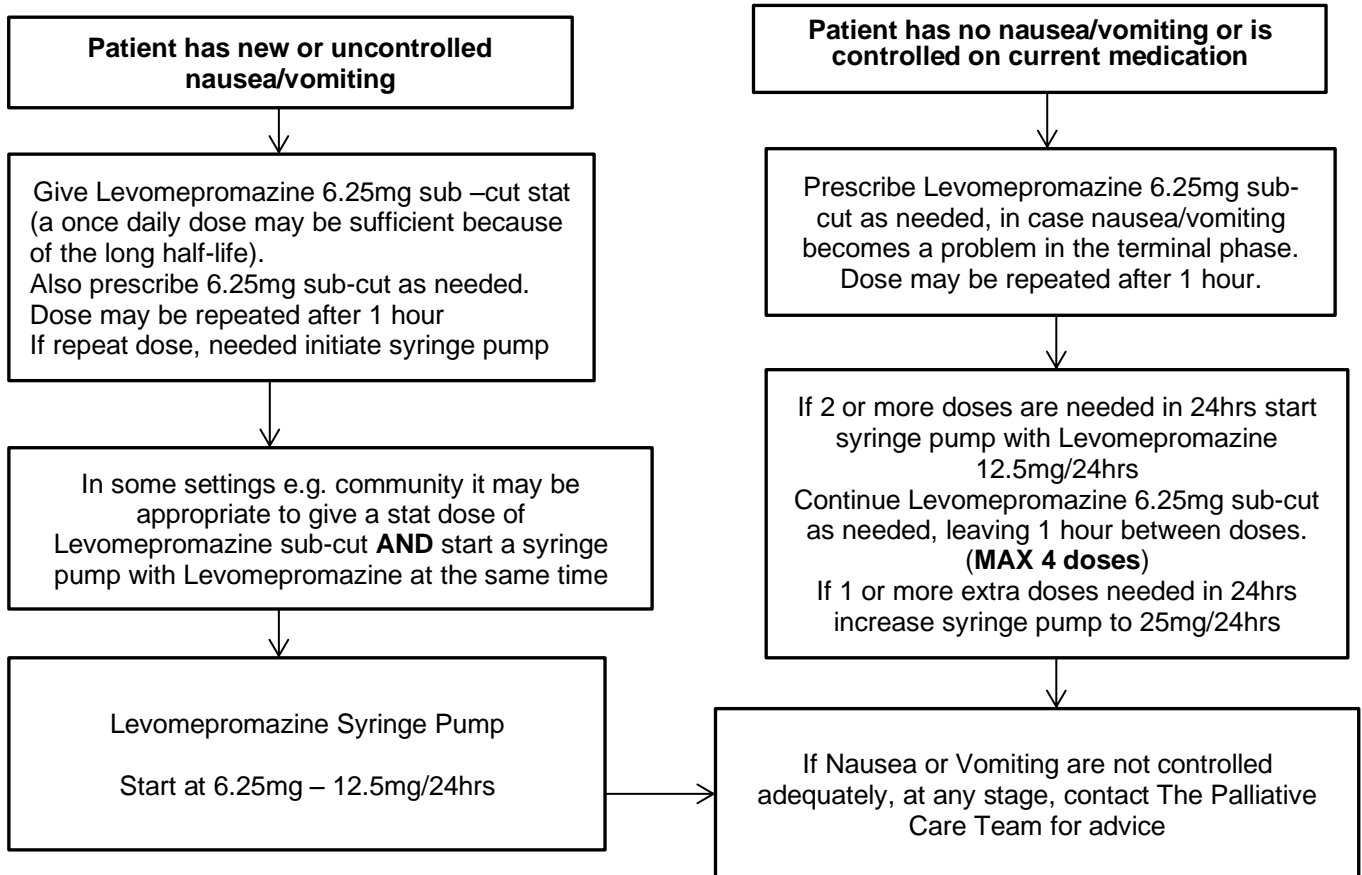 Patient has new or uncontrolled
nausea/vomiting
Give Levomepromazine 6.25mg sub –cut stat
(a once daily dose may be sufficient because
of the long half-life).
Also prescribe 6.25mg sub-cut as needed.
Dose may be repeated after 1 hour
If repeat dose, needed initiate syringe pump
In some settings e.g. community it may be
appropriate to give a stat dose of
Levomepromazine sub-cut AND start a syringe
pump with Levomepromazine at the same time
Levomepromazine Syringe Pump
Start at 6.25mg – 12.5mg/24hrs
Patient has no nausea/vomiting or is
controlled on current medication
Prescribe Levomepromazine 6.25mg sub-
cut as needed, in case nausea/vomiting
becomes a problem in the terminal phase.
Dose may be repeated after 1 hour.
If 2 or more doses are needed in 24hrs start
syringe pump with Levomepromazine
12.5mg/24hrs
Continue Levomepromazine 6.25mg sub-cut
as needed, leaving 1 hour between doses.
(MAX 4 doses)
If 1 or more extra doses needed in 24hrs
increase syringe pump to 25mg/24hrs
If Nausea or Vomiting are not controlled
adequately, at any stage, contact The Palliative
Care Team for advice